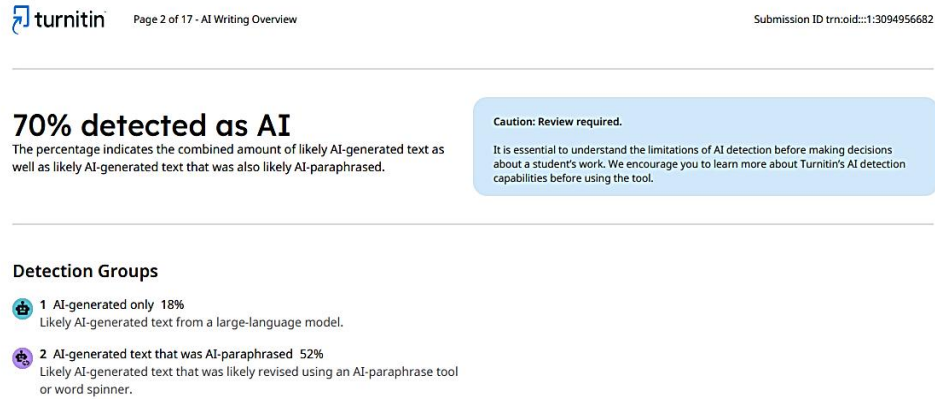 turnitin Page 2 of 17 - AI Writing Overview Submission ID trn:oid:::1:3094956682
70% detected as AI
The percentage indicates the combined amount of likely AI-generated text as
well as likely AI-generated text that was also likely AI-paraphrased.
Caution: Review required.
It is essential to understand the limitations of AI detection before making decisions
about a student's work. We encourage you to learn more about Turnitin's AI detection
capabilities before using the tool.
Detection Groups
1 AI-generated only 18%
Likely AI-generated text from a large-language model.
2 AI-generated text that was AI-paraphrased 52%
Likely AI-generated text that was likely revised using an AI-paraphrase tool
or word spinner.